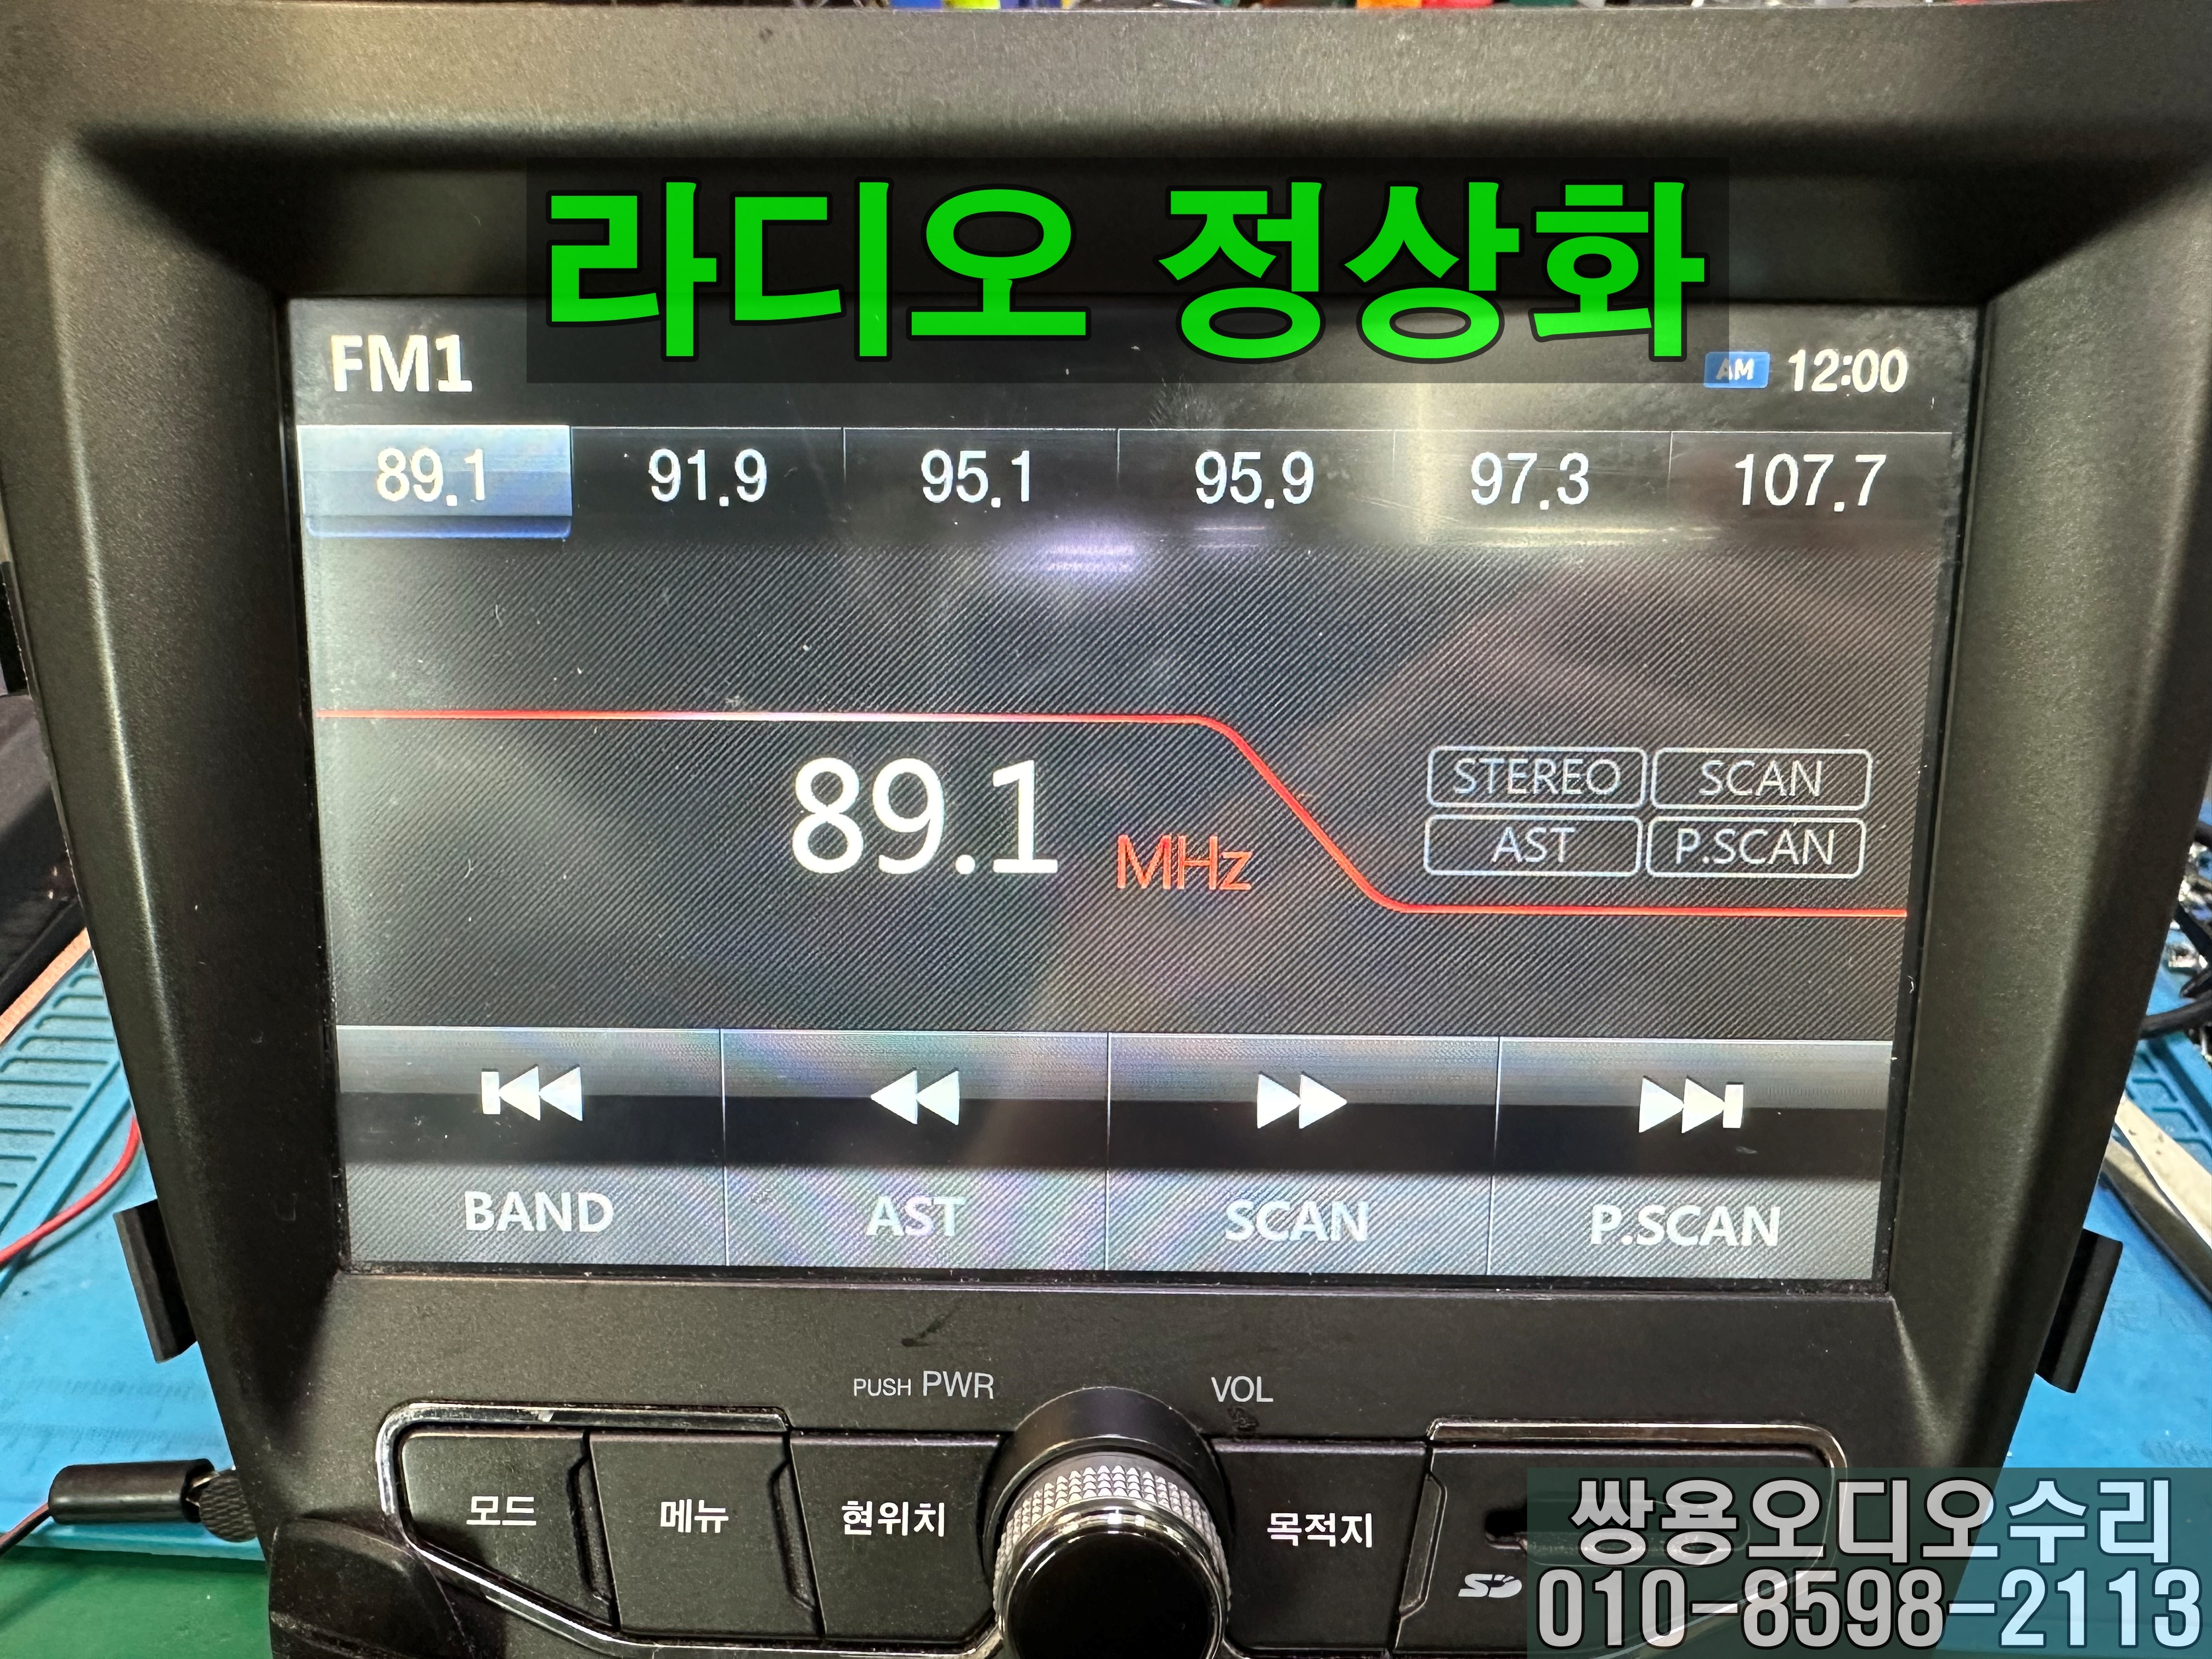 라디오 정상화
FM1 AM 12:00
89.1 91.9 95.1 95.9 97.3 107.7
89.1 MHz
STEREO SCAN
AST P.SCAN
BAND AST SCAN P.SCAN
PUSH PWR VOL
모드 메뉴 현위치 목적지
SD
쌍용오디오수리
010-8598-2113